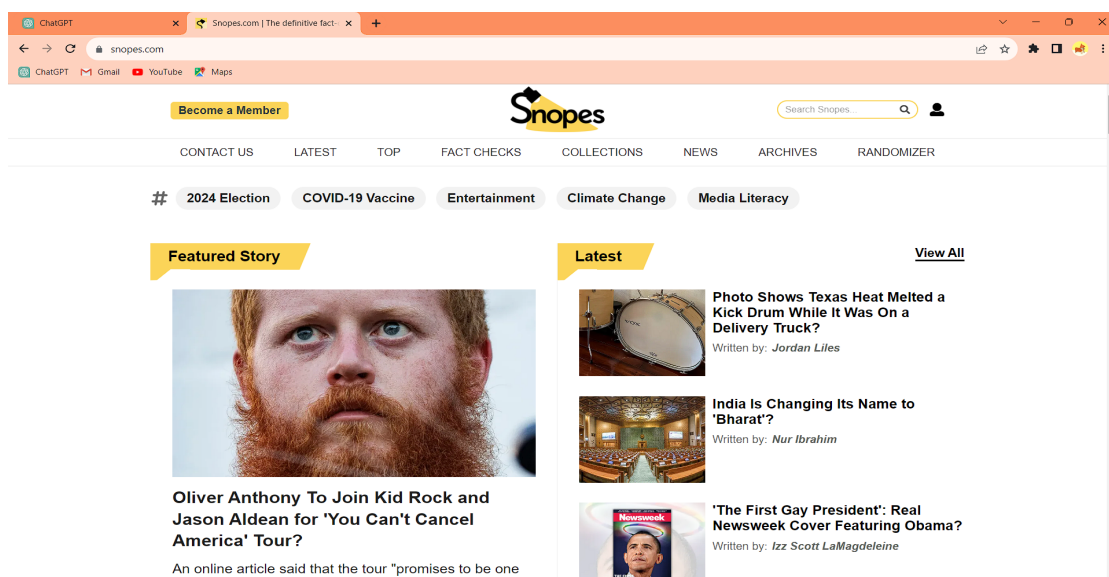 ChatGPT
Snopes.com | The definitive fact-
snopes.com
ChatGPT
Gmail
YouTube
Maps
Become a Member
Snopes
Search Snopes...
CONTACT US
LATEST
TOP
FACT CHECKS
COLLECTIONS
NEWS
ARCHIVES
RANDOMIZER
#
2024 Election
COVID-19 Vaccine
Entertainment
Climate Change
Media Literacy
Featured Story
Oliver Anthony To Join Kid Rock and
Jason Aldean for 'You Can't Cancel
America' Tour?
An online article said that the tour "promises to be one
Latest
View All
Photo Shows Texas Heat Melted a
Kick Drum While It Was On a
Delivery Truck?
Written by: Jordan Liles
India Is Changing Its Name to
'Bharat'?
Written by: Nur Ibrahim
Newsweek
'The First Gay President': Real
Newsweek Cover Featuring Obama?
Written by: Izz Scott LaMagdeleine